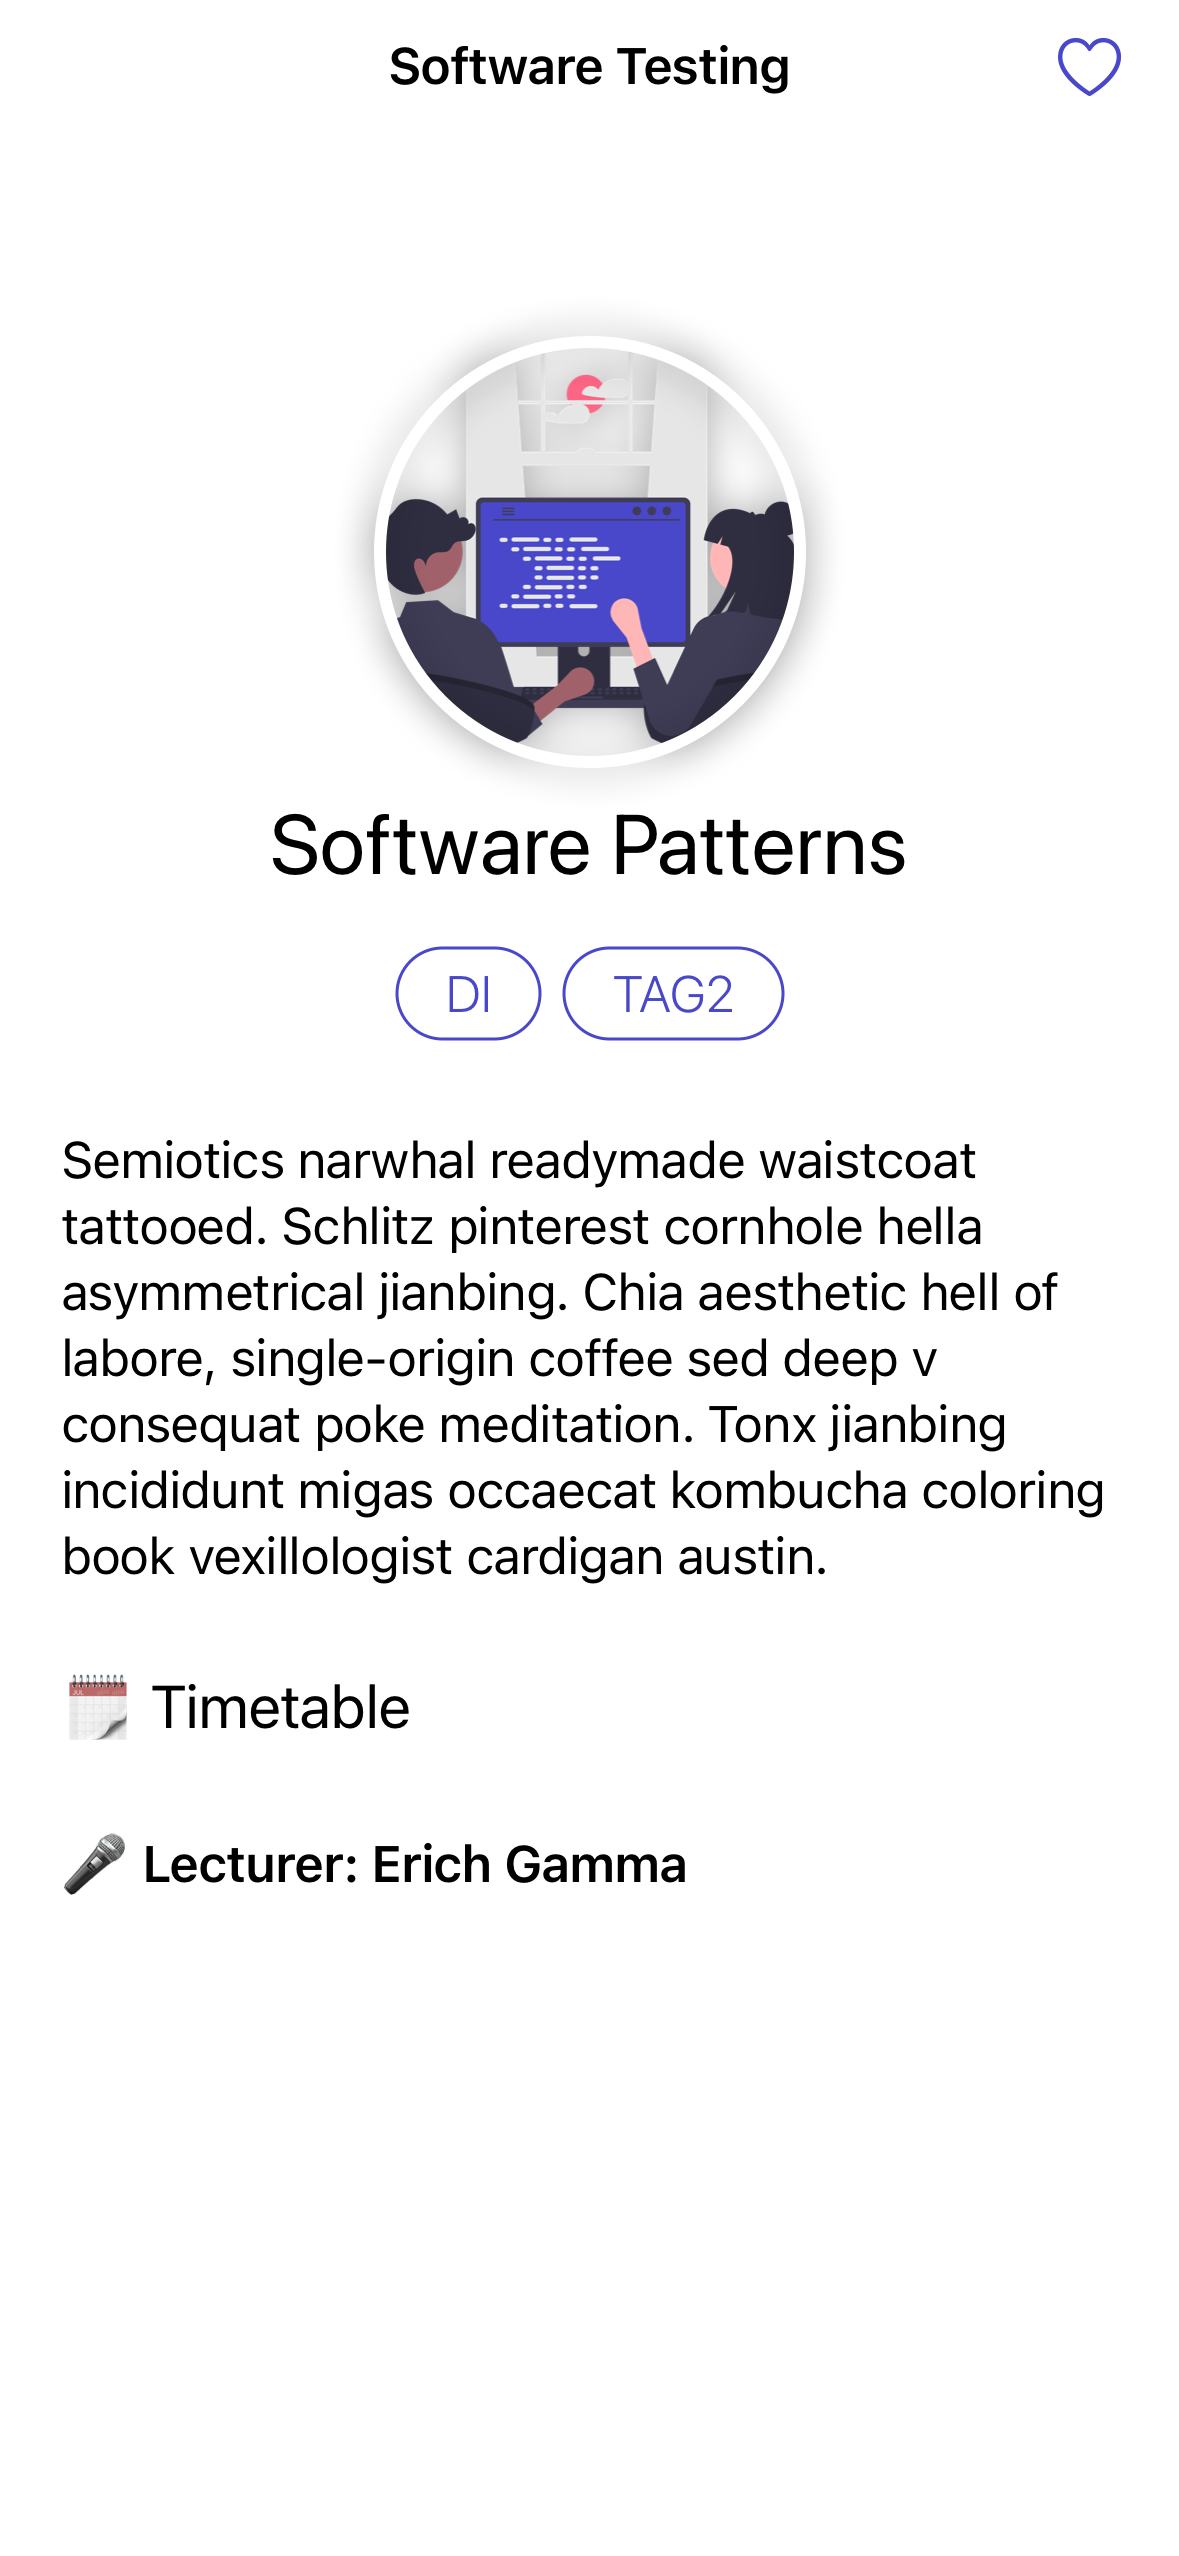 Software Testing
Software Patterns
DI
TAG2
Semiotics narwhal readymade waistcoat
tattooed. Schlitz pinterest cornhole hella
asymmetrical jianbing. Chia aesthetic hell of
labore, single-origin coffee sed deep v
consequat poke meditation. Tonx jianbing
incididunt migas occaecat kombucha coloring
book vexillologist cardigan austin.
JUL
Timetable
Lecturer: Erich Gamma